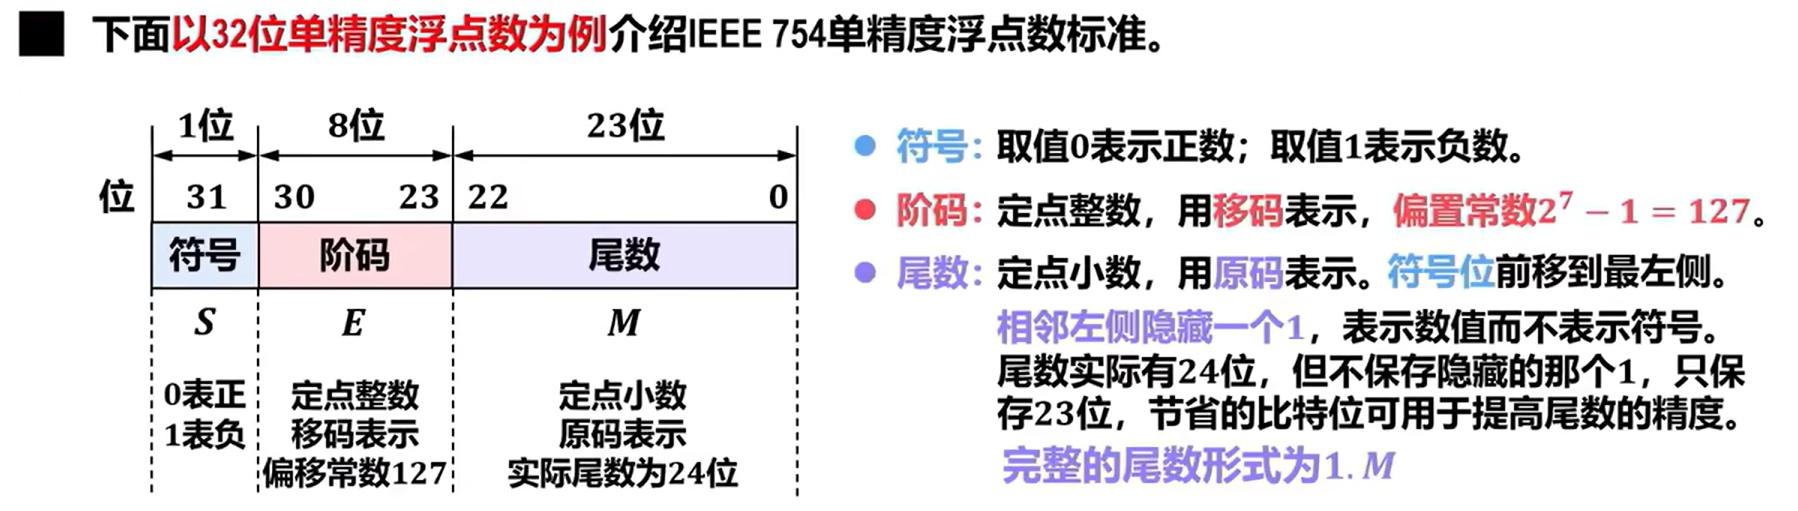 下面以32位单精度浮点数为例介绍IEEE 754单精度浮点数标准。
1位 8位 23位
位 31 30 23 22 0
符号 阶码 尾数
S E M
0表正
1表负
定点整数
移码表示
偏移常数127
定点小数
原码表示
实际尾数为24位
符号：取值0表示正数；取值1表示负数。
阶码：定点整数，用移码表示，偏置常数2⁷ − 1 = 127。
尾数：定点小数，用原码表示。符号位前移到最左侧。
相邻左侧隐藏一个1，表示数值而不表示符号。
尾数实际有24位，但不保存隐藏的那个1，只保
存23位，节省的比特位可用于提高尾数的精度。
完整的尾数形式为1.M